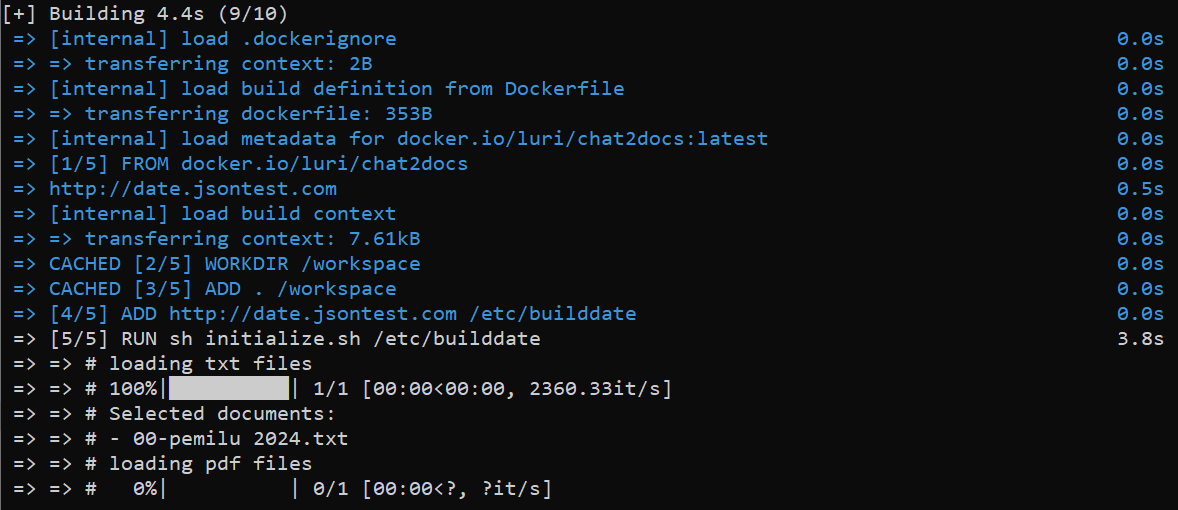 [+] Building 4.4s (9/10)
=> [internal] load .dockerignore 0.0s
=> => transferring context: 2B 0.0s
=> [internal] load build definition from Dockerfile 0.0s
=> => transferring dockerfile: 353B 0.0s
=> [internal] load metadata for docker.io/luri/chat2docs:latest 0.0s
=> [1/5] FROM docker.io/luri/chat2docs 0.0s
=> http://date.jsontest.com 0.5s
=> [internal] load build context 0.0s
=> => transferring context: 7.61kB 0.0s
=> CACHED [2/5] WORKDIR /workspace 0.0s
=> CACHED [3/5] ADD . /workspace 0.0s
=> [4/5] ADD http://date.jsontest.com /etc/builddate 0.0s
=> [5/5] RUN sh initialize.sh /etc/builddate 3.8s
=> => # loading txt files
=> => # 100%|██████████| 1/1 [00:00<00:00, 2360.33it/s]
=> => # Selected documents:
=> => # - 00-pemilu 2024.txt
=> => # loading pdf files
=> => #   0%|          | 0/1 [00:00<?, ?it/s]